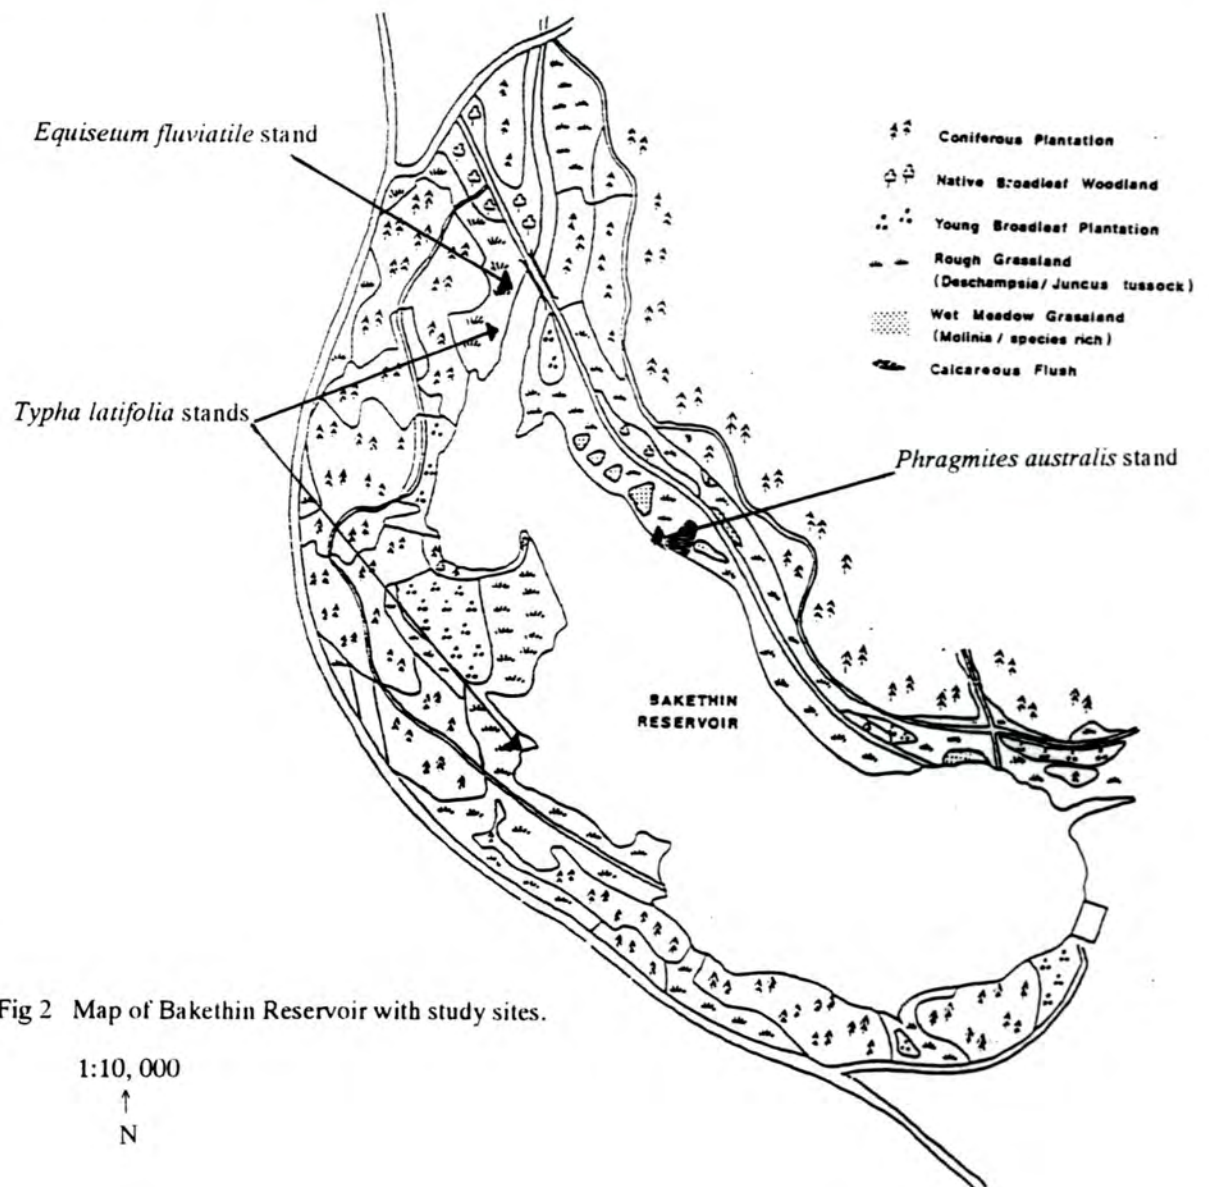 Equisetum fluviatile stand
Coniferous Plantation
Native Broadleaf Woodland
Young Broadleaf Plantation
Rough Grassland
(Deschampsia / Juncus tussock)
Wet Meadow Grassland
(Molinia / species rich)
Calcareous Flush
Typha latifolia stands
Phragmites australis stand
BAKETHIN
RESERVOIR
Fig 2 Map of Bakethin Reservoir with study sites.
1:10, 000
N